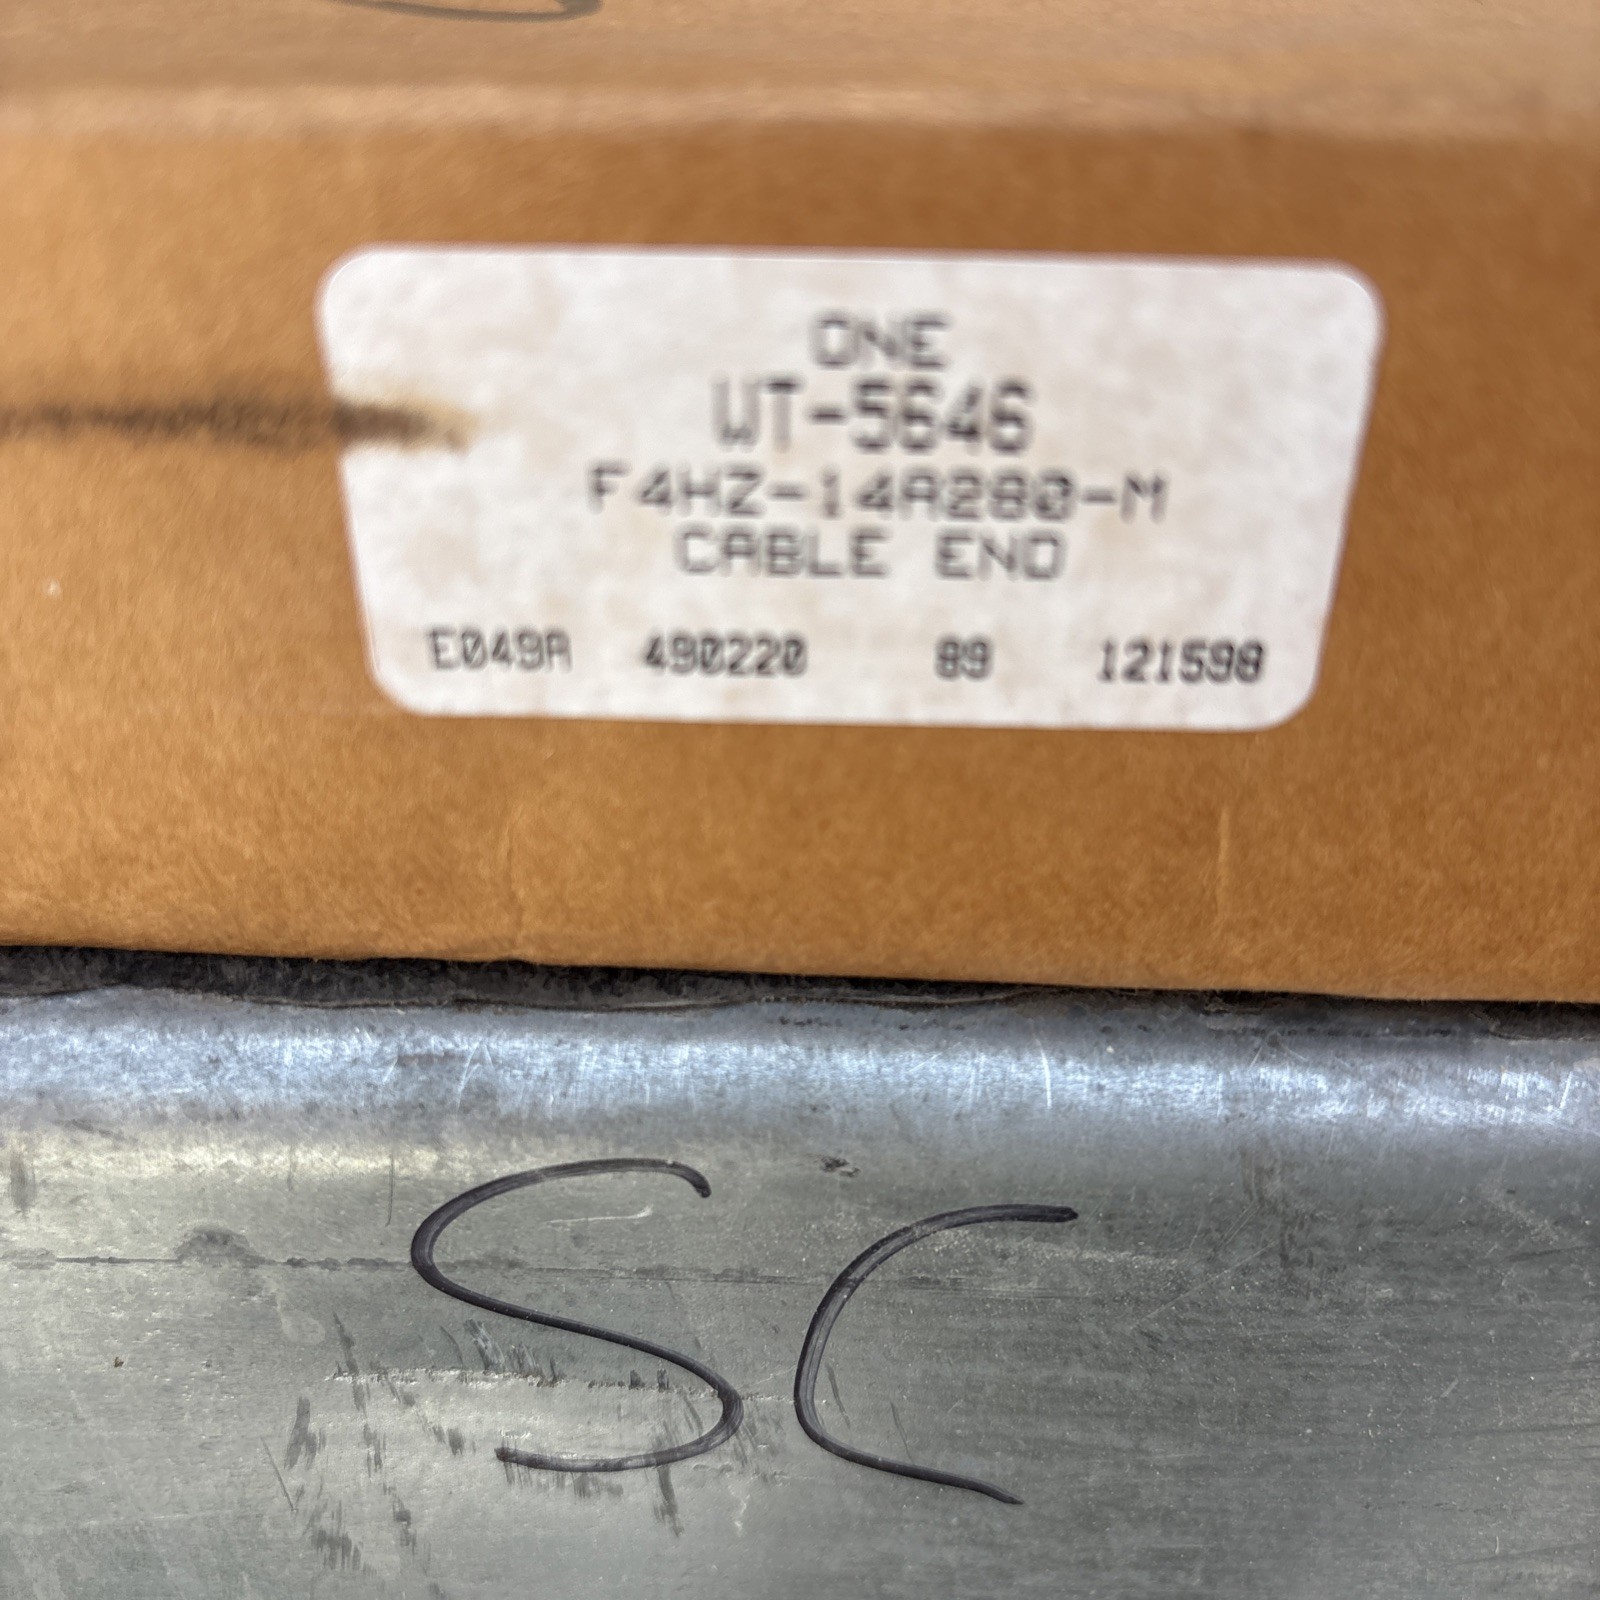 ONE
WT-5646
F4HZ-14A280-M
CABLE END
E049A 490220 89 121598
SC